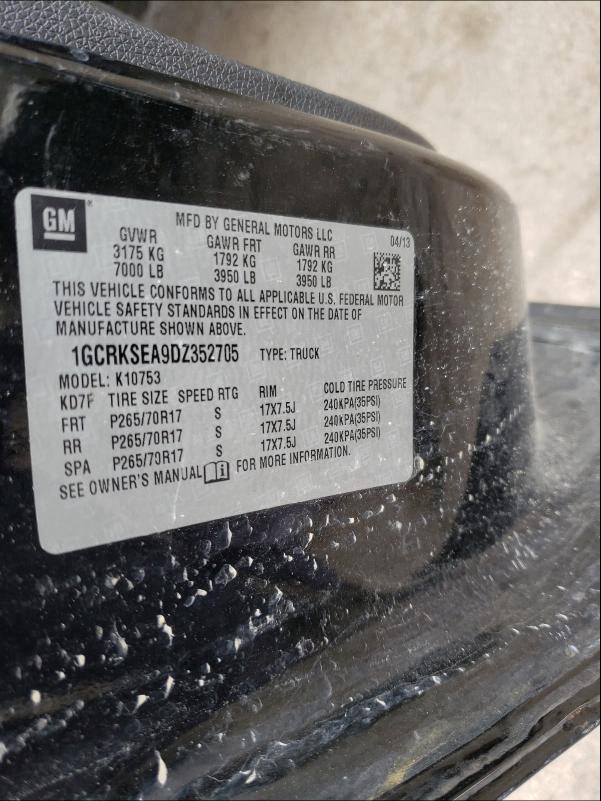 GM
MFD BY GENERAL MOTORS LLC
04/13
GVWR GAWR FRT GAWR RR
3175 KG 1792 KG 1792 KG
7000 LB 3950 LB 3950 LB
THIS VEHICLE CONFORMS TO ALL APPLICABLE U.S. FEDERAL MOTOR
VEHICLE SAFETY STANDARDS IN EFFECT ON THE DATE OF
MANUFACTURE SHOWN ABOVE.
1GCRKSEA9DZ352705 TYPE: TRUCK
MODEL: K10753
KD7F TIRE SIZE SPEED RTG RIM COLD TIRE PRESSURE
FRT P265/70R17 S 17X7.5J 240KPA(35PSI)
RR P265/70R17 S 17X7.5J 240KPA(35PSI)
SPA P265/70R17 S 17X7.5J 240KPA(35PSI)
SEE OWNER'S MANUAL FOR MORE INFORMATION.